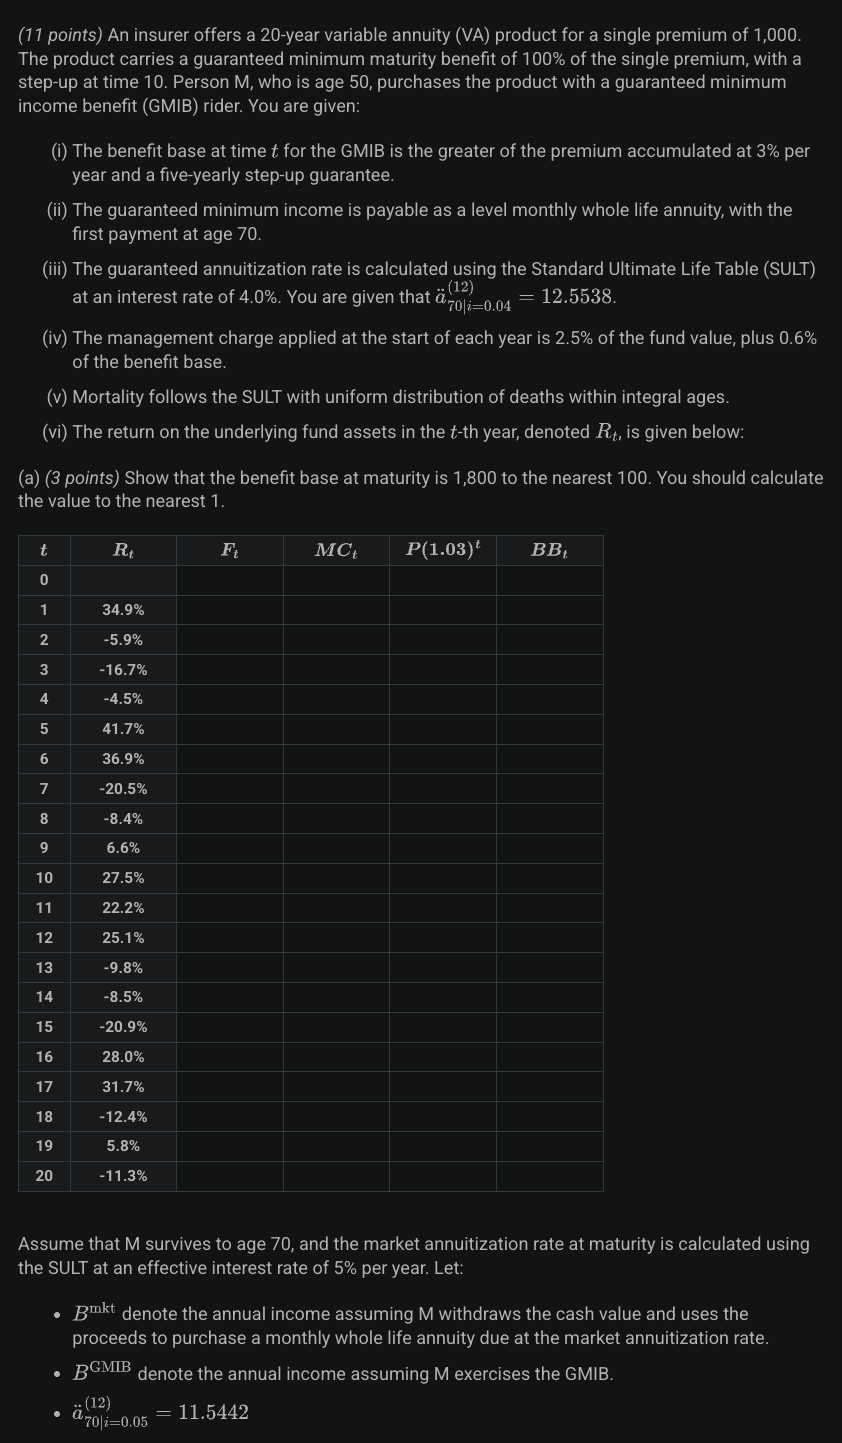 (11 points) An insurer offers a 20-year variable annuity (VA) product for a single premium of 1,000.
The product carries a guaranteed minimum maturity benefit of 100% of the single premium, with a
step-up at time 10. Person M, who is age 50, purchases the product with a guaranteed minimum
income benefit (GMIB) rider. You are given:
(i) The benefit base at time t for the GMIB is the greater of the premium accumulated at 3% per
year and a five-yearly step-up guarantee.
(ii) The guaranteed minimum income is payable as a level monthly whole life annuity, with the
first payment at age 70.
(iii) The guaranteed annuitization rate is calculated using the Standard Ultimate Life Table (SULT)
at an interest rate of 4.0%. You are given that ä^{(12)}_{70|i=0.04} = 12.5538.
(iv) The management charge applied at the start of each year is 2.5% of the fund value, plus 0.6%
of the benefit base.
(v) Mortality follows the SULT with uniform distribution of deaths within integral ages.
(vi) The return on the underlying fund assets in the t-th year, denoted R_t, is given below:
(a) (3 points) Show that the benefit base at maturity is 1,800 to the nearest 100. You should calculate
the value to the nearest 1.
t R_t F_t MC_t P(1.03)^t BB_t
0
1 34.9%
2 -5.9%
3 -16.7%
4 -4.5%
5 41.7%
6 36.9%
7 -20.5%
8 -8.4%
9 6.6%
10 27.5%
11 22.2%
12 25.1%
13 -9.8%
14 -8.5%
15 -20.9%
16 28.0%
17 31.7%
18 -12.4%
19 5.8%
20 -11.3%
Assume that M survives to age 70, and the market annuitization rate at maturity is calculated using
the SULT at an effective interest rate of 5% per year. Let:
• B^{mkt} denote the annual income assuming M withdraws the cash value and uses the
proceeds to purchase a monthly whole life annuity due at the market annuitization rate.
• B^{GMIB} denote the annual income assuming M exercises the GMIB.
• ä^{(12)}_{70|i=0.05} = 11.5442